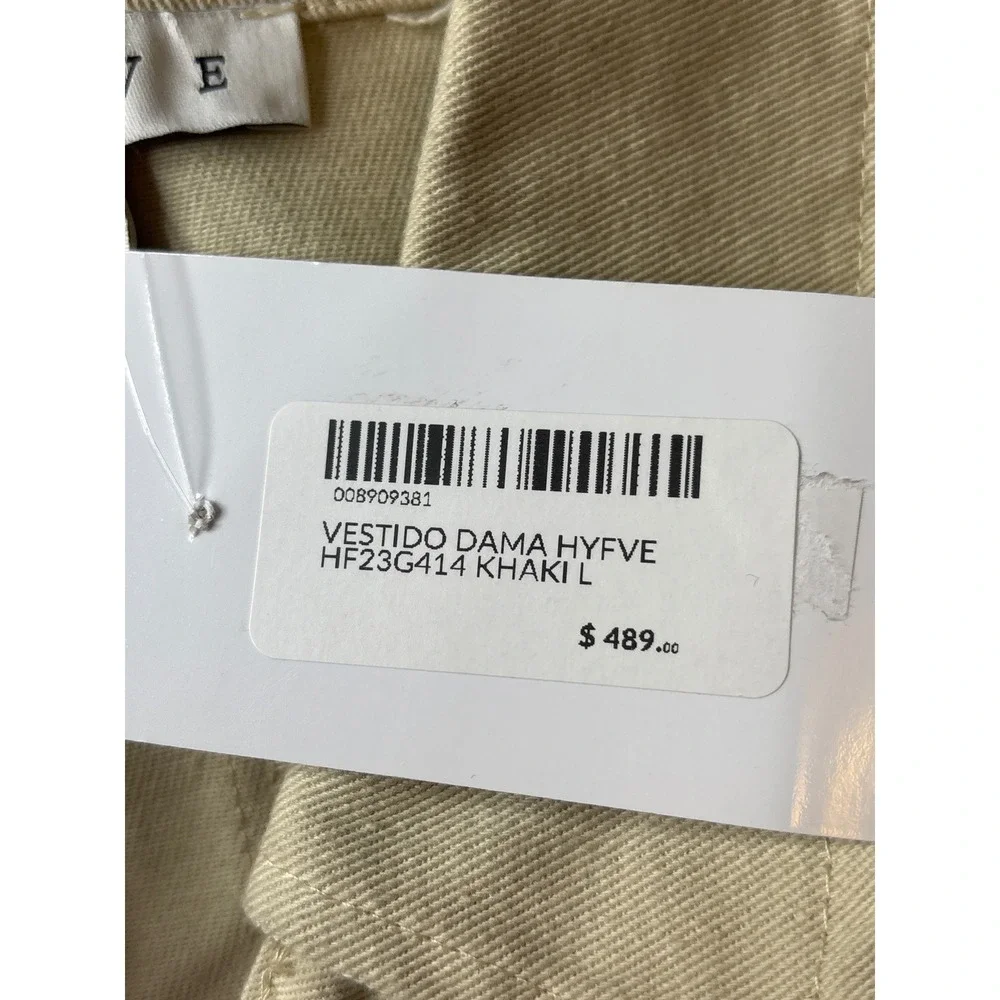 V E
008909381
VESTIDO DAMA HYFVE
HF23G414 KHAKI L
$ 489.00